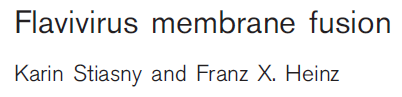 Flavivirus membrane fusion
Karin Stiasny and Franz X. Heinz